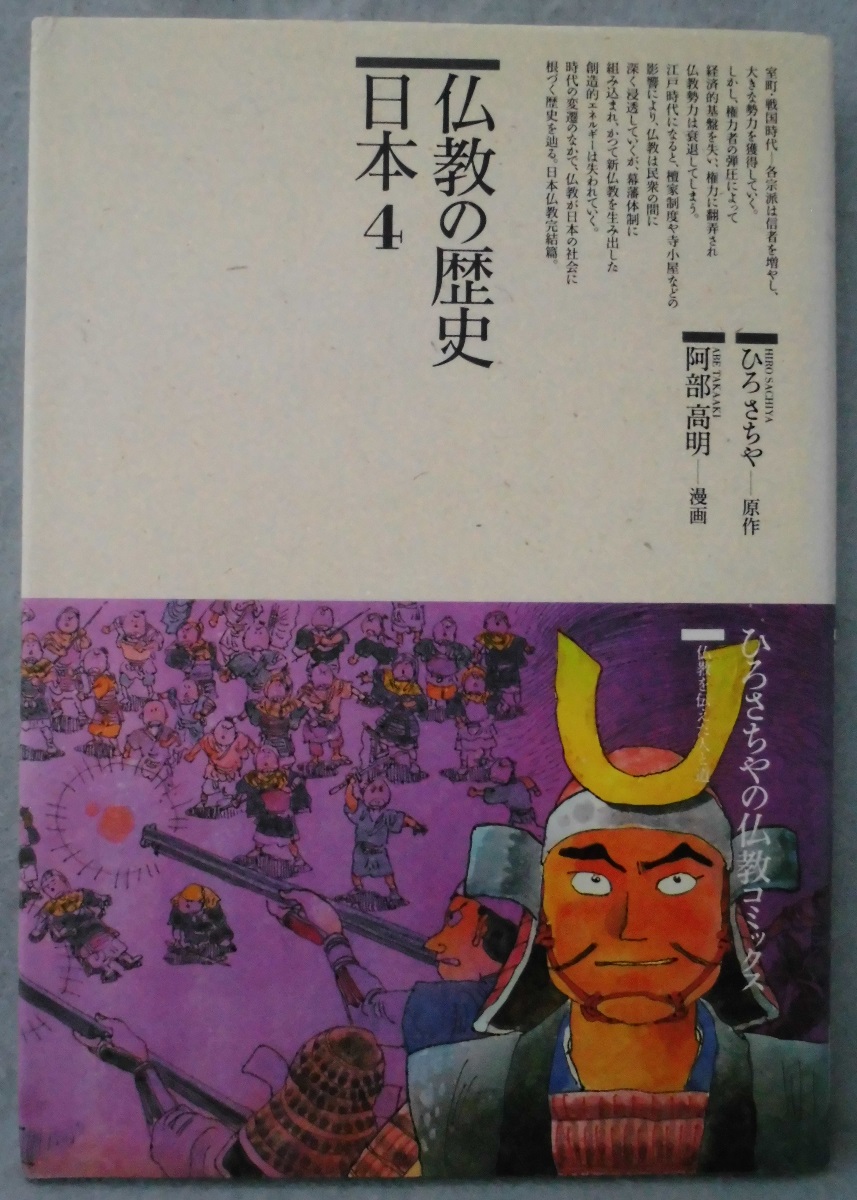 室町・戦国時代―各宗派は信者を増やし、
大きな勢力を獲得していく。
しかし、権力者の弾圧によって
経済的基盤を失い、権力に翻弄され
仏教勢力は衰退してしまう。
江戸時代になると、檀家制度や寺小屋などの
影響により、仏教は民衆の間に
深く浸透していくが、幕藩体制に
組み込まれ、かつて新仏教を生み出した
創造的エネルギーは失われていく。
時代の変遷のなかで、仏教が日本の社会に
根づく歴史を辿る。日本仏教完結篇。
仏教の歴史
日本4
HIRO SACHIYA
ひろ さちや―原作
ABE TAKAAKI
阿部 高明―漫画
ひろさちやの仏教コミックス
仏教を伝えた人と道